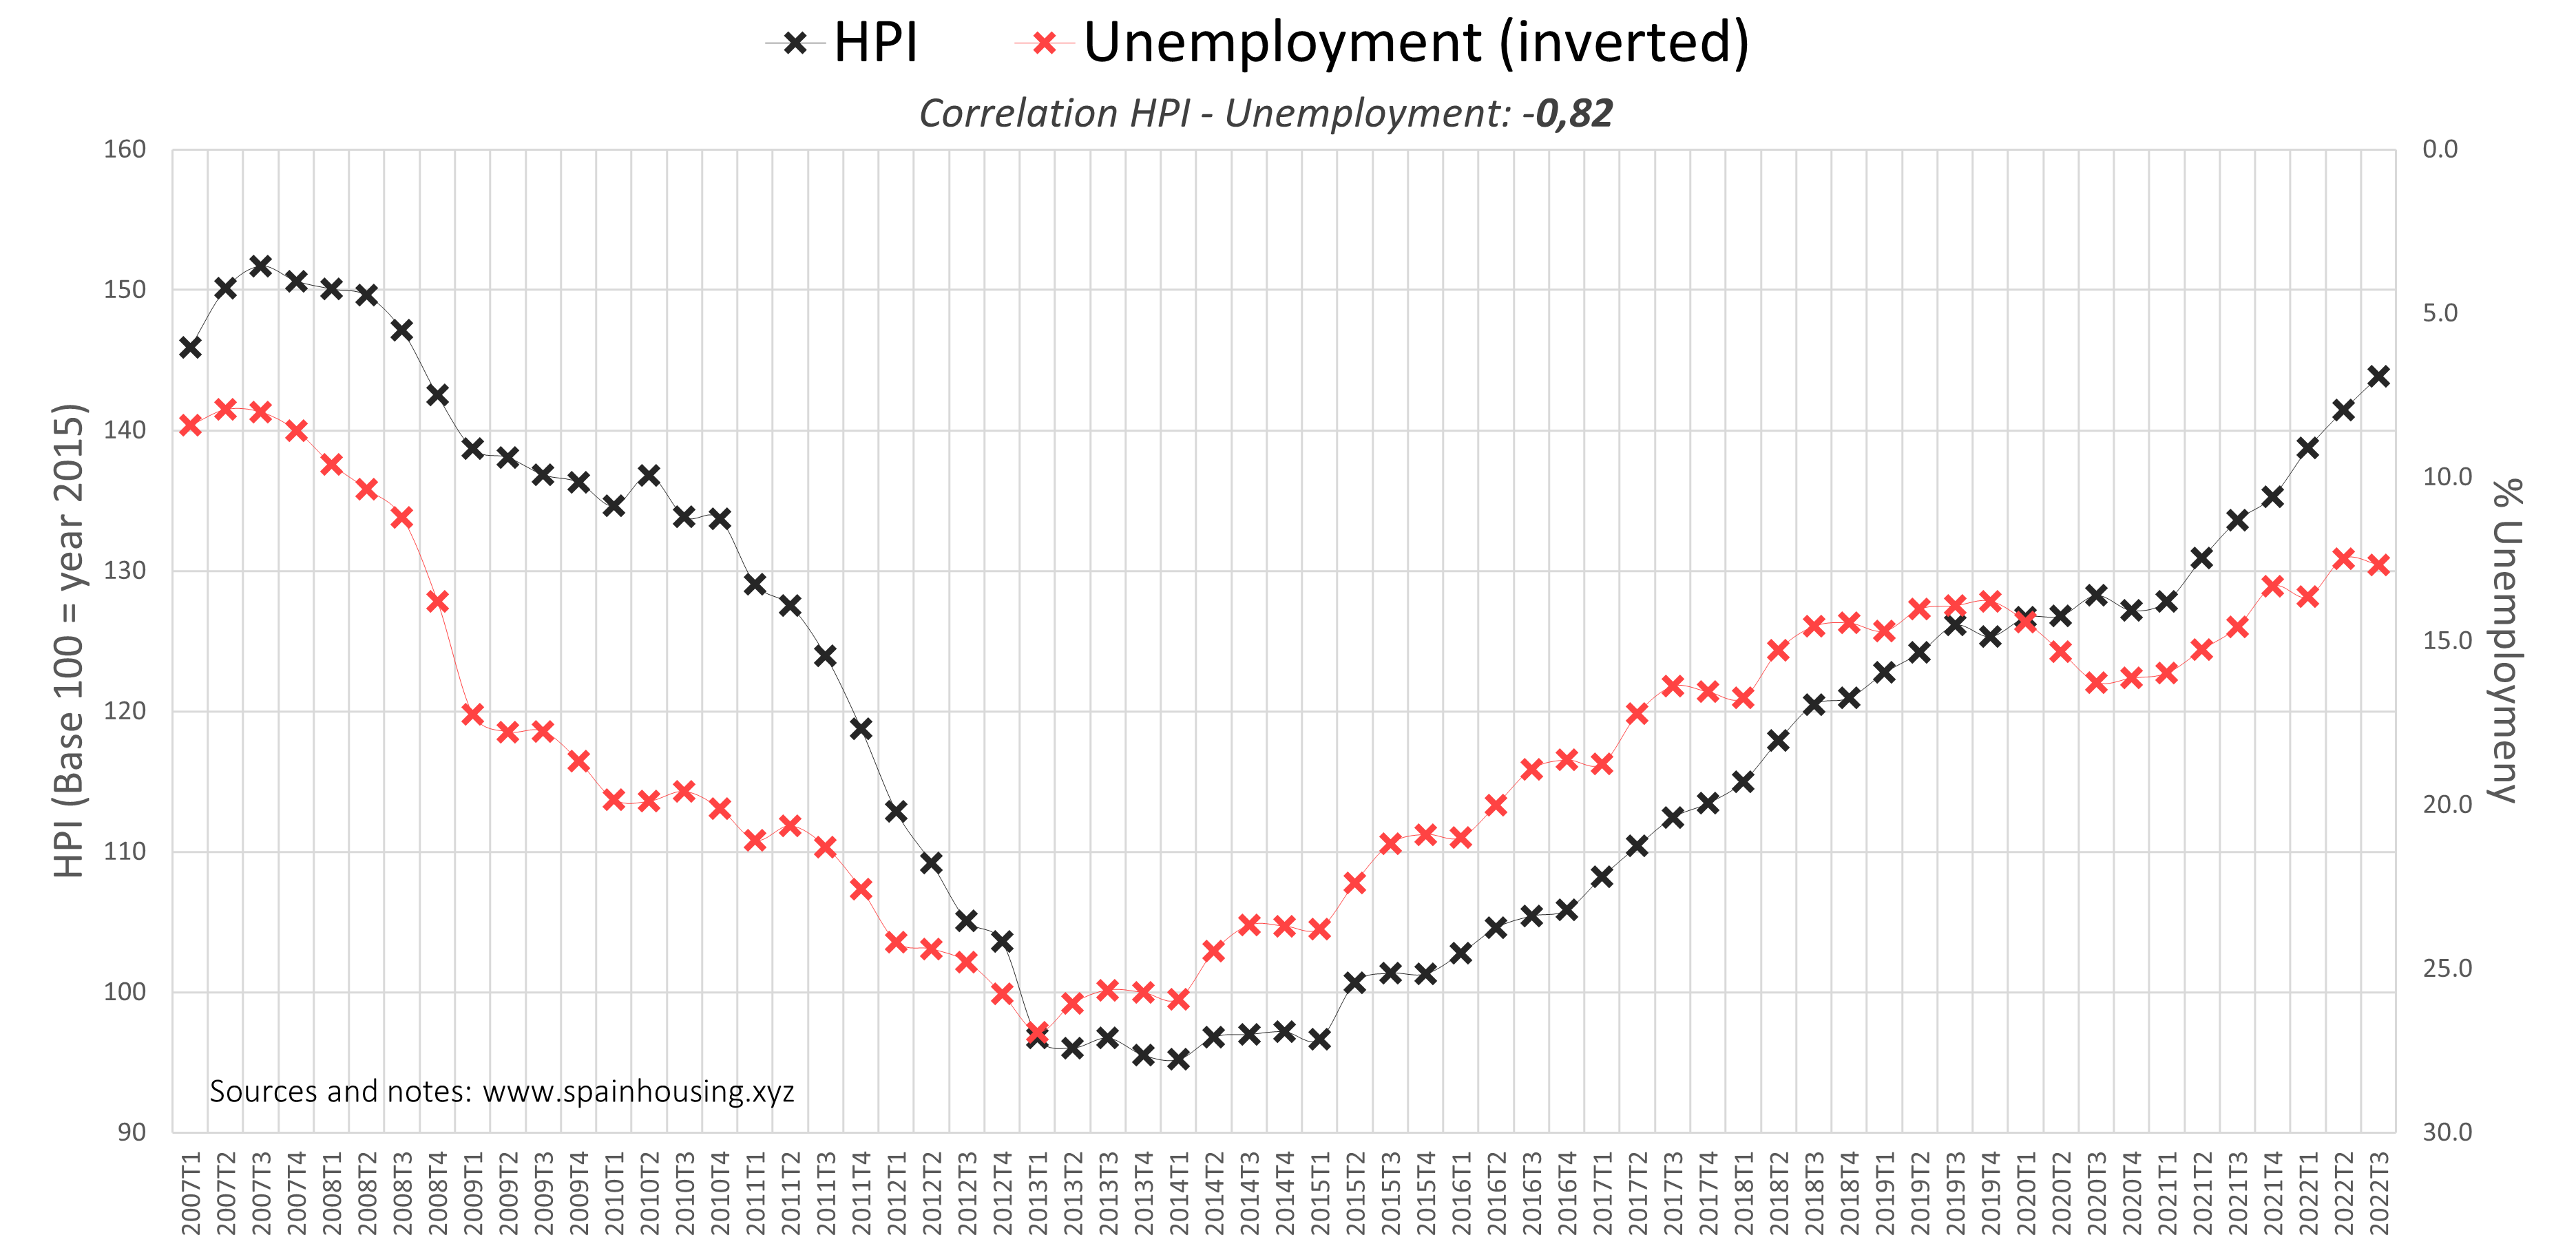 HPI Unemployment (inverted)
Correlation HPI - Unemployment: -0,82
HPI (Base 100 = year 2015)
160
150
140
130
120
110
100
90
0.0
5.0
10.0
15.0
20.0
25.0
30.0
% Unemploymeny
Sources and notes: www.spainhousing.xyz
2007T1
2007T2
2007T3
2007T4
2008T1
2008T2
2008T3
2008T4
2009T1
2009T2
2009T3
2009T4
2010T1
2010T2
2010T3
2010T4
2011T1
2011T2
2011T3
2011T4
2012T1
2012T2
2012T3
2012T4
2013T1
2013T2
2013T3
2013T4
2014T1
2014T2
2014T3
2014T4
2015T1
2015T2
2015T3
2015T4
2016T1
2016T2
2016T3
2016T4
2017T1
2017T2
2017T3
2017T4
2018T1
2018T2
2018T3
2018T4
2019T1
2019T2
2019T3
2019T4
2020T1
2020T2
2020T3
2020T4
2021T1
2021T2
2021T3
2021T4
2022T1
2022T2
2022T3